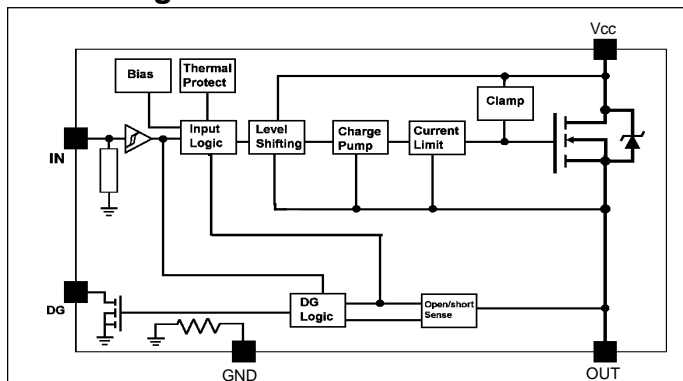 Vcc
Bias
Thermal
Protect
Clamp
IN
Input
Logic
Level
Shifting
Charge
Pump
Current
Limit
DG
DG
Logic
Open/short
Sense
GND
OUT